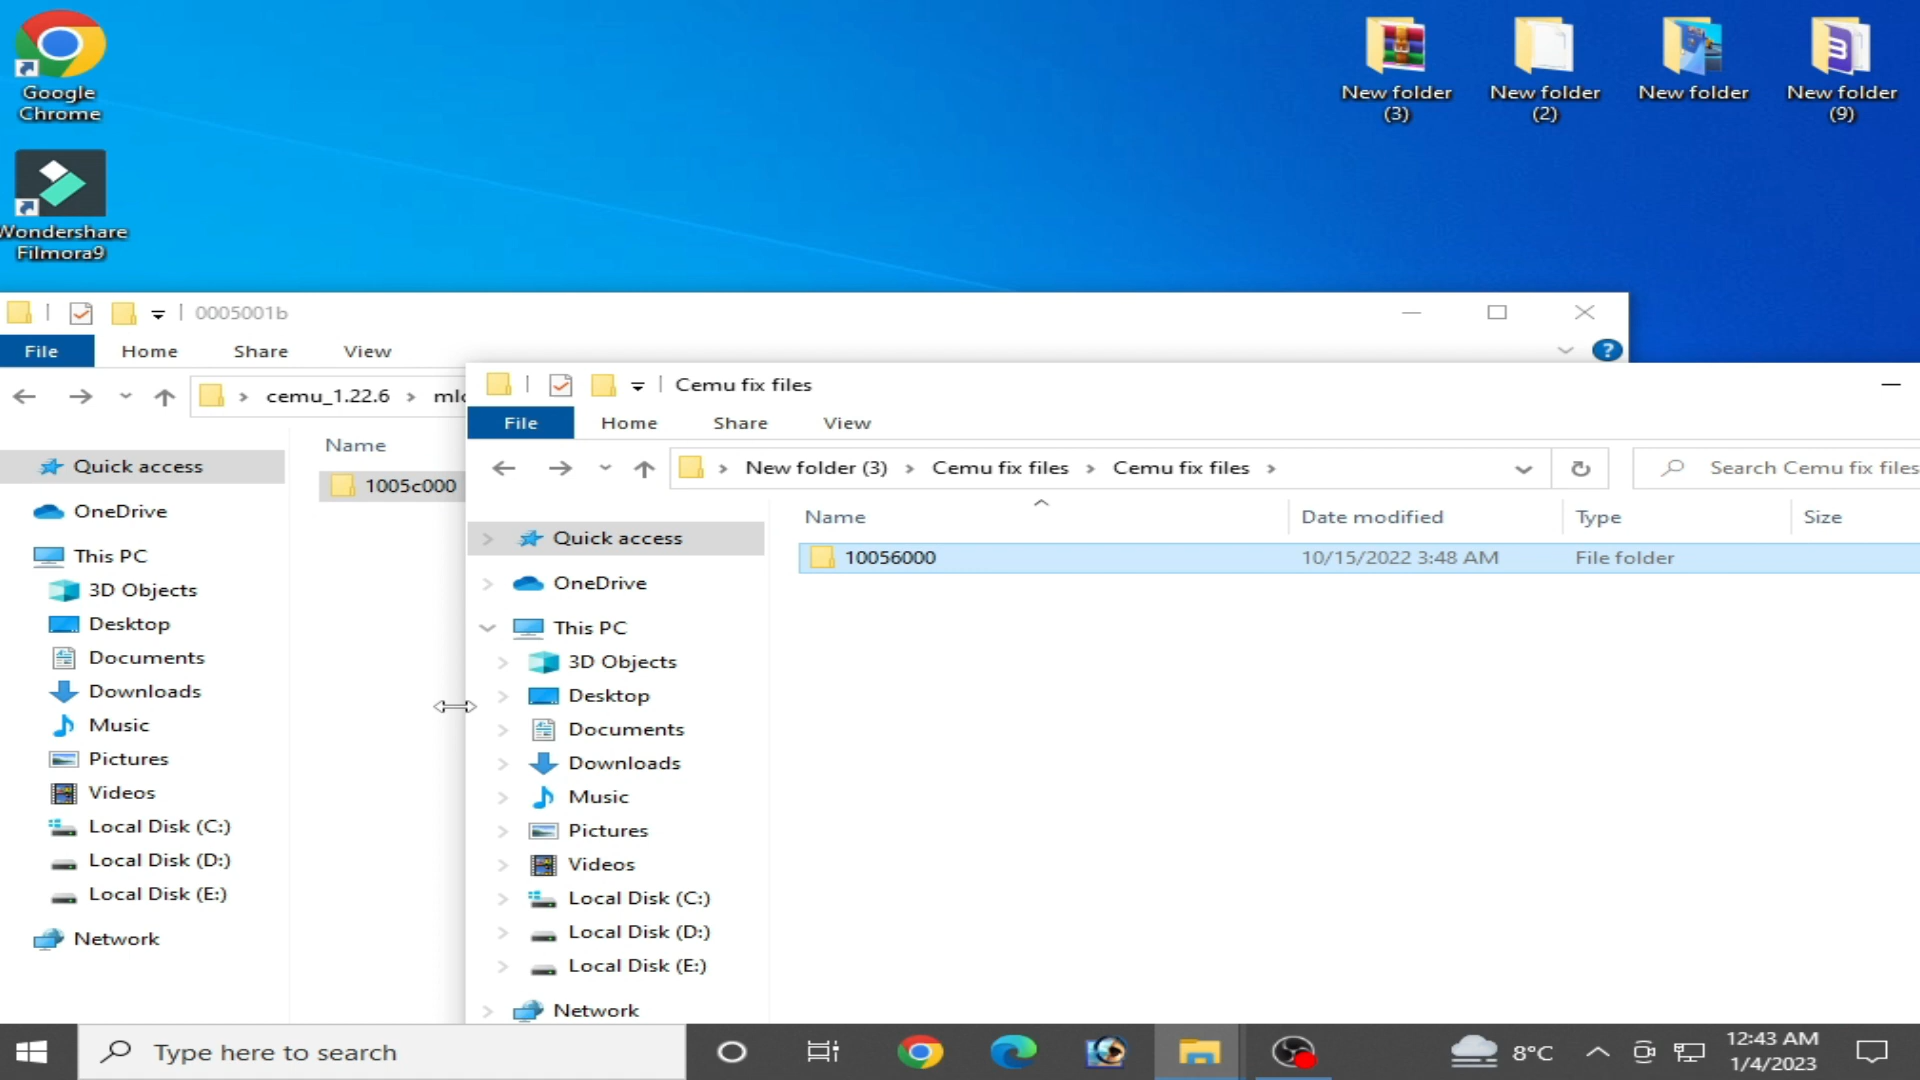 Google
Chrome
Wondershare
Filmora9
New folder
(3)
New folder
(2)
New folder
New folder
(9)
0005001b
File Home Share View
cemu_1.22.6
Name
Quick access
1005c000
OneDrive
This PC
3D Objects
Desktop
Documents
Downloads
Music
Pictures
Videos
Local Disk (C:)
Local Disk (D:)
Local Disk (E:)
Network
Cemu fix files
File Home Share View
New folder (3) Cemu fix files Cemu fix files
Search Cemu fix files
Name Date modified Type Size
10056000 10/15/2022 3:48 AM File folder
Quick access
OneDrive
This PC
3D Objects
Desktop
Documents
Downloads
Music
Pictures
Videos
Local Disk (C:)
Local Disk (D:)
Local Disk (E:)
Network
Type here to search
8°C
12:43 AM
1/4/2023